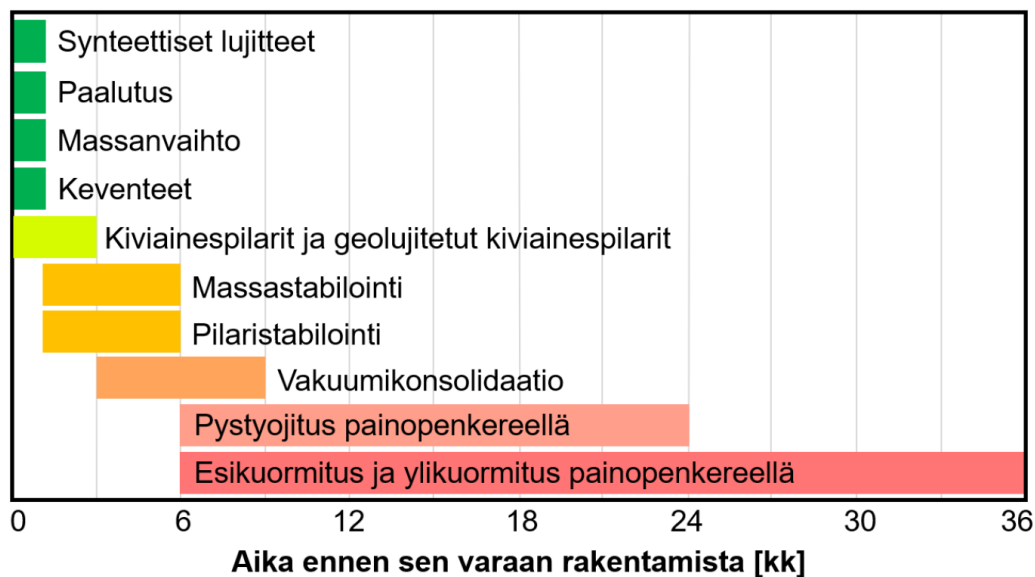 Synteettiset lujitteet
Paalutus
Massanvaihto
Keventeet
Kiviainespilarit ja geolujitetut kiviainespilarit
Massastabilointi
Pilaristabilointi
Vakuumikonsolidaatio
Pystyojitus painopenkereellä
Esikuormitus ja ylikuormitus painopenkereellä
0 6 12 18 24 30 36
Aika ennen sen varaan rakentamista [kk]